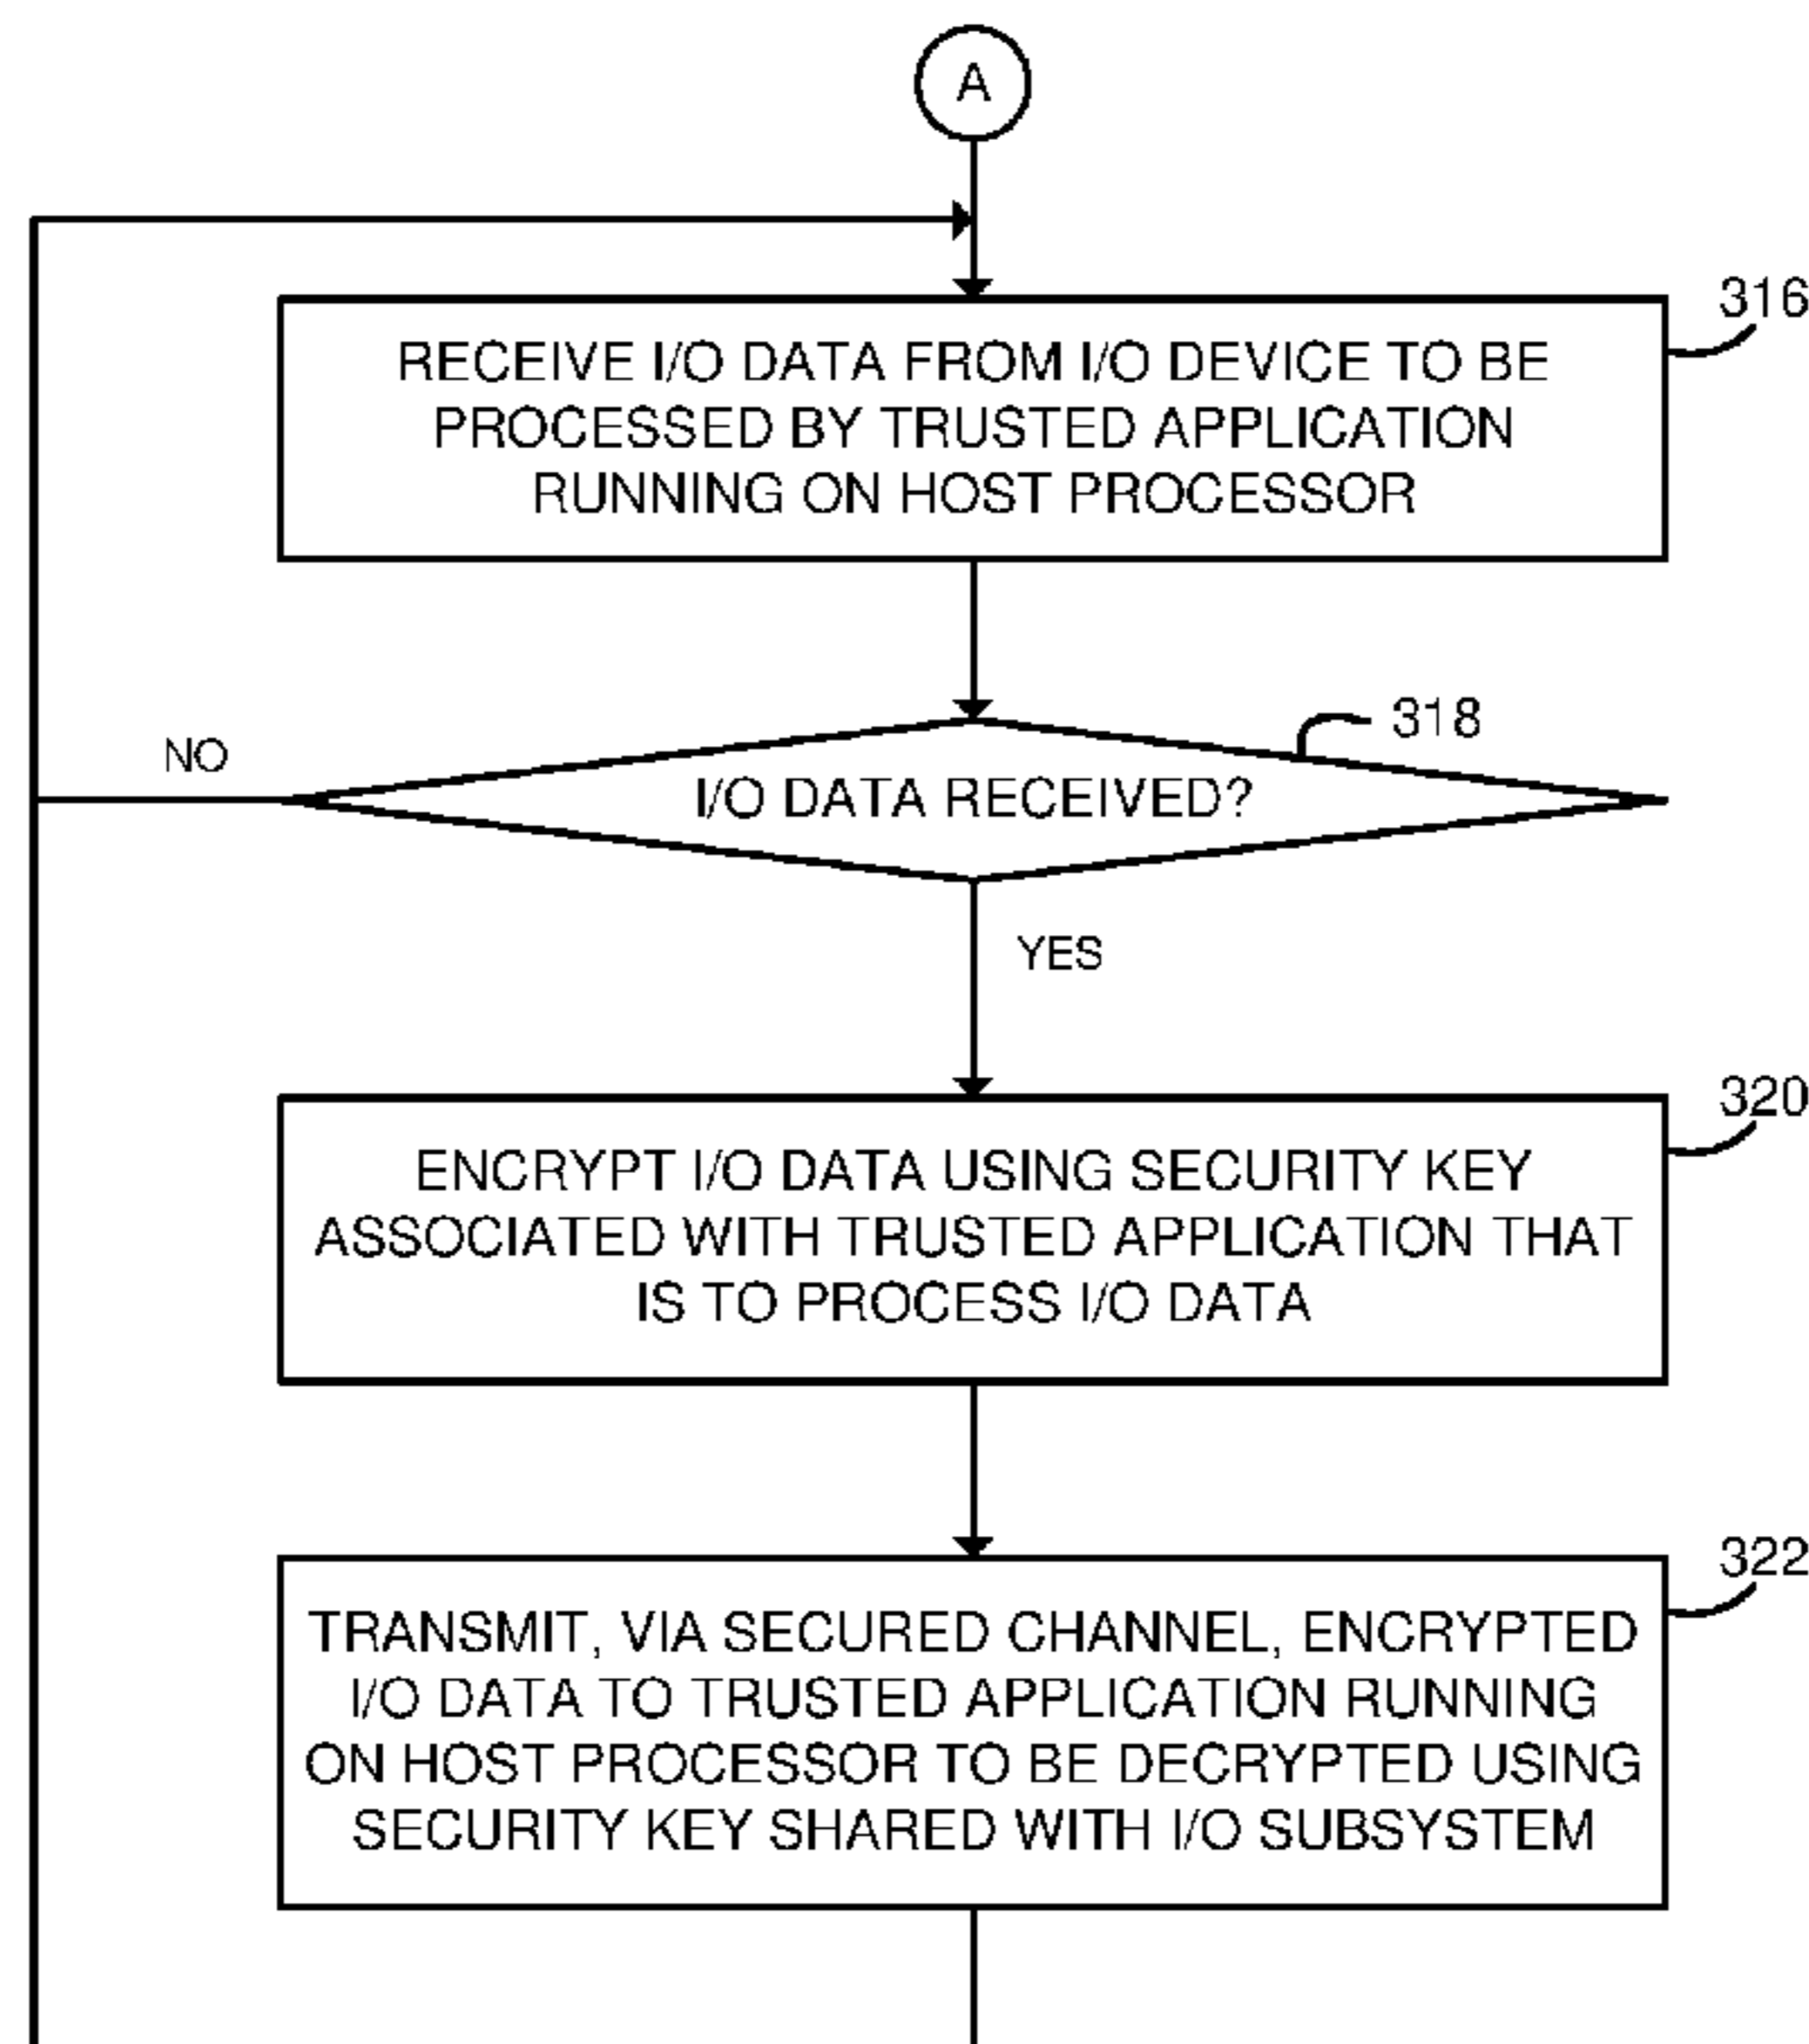 A
316
RECEIVE I/O DATA FROM I/O DEVICE TO BE
PROCESSED BY TRUSTED APPLICATION
RUNNING ON HOST PROCESSOR
318
NO
I/O DATA RECEIVED?
YES
320
ENCRYPT I/O DATA USING SECURITY KEY
ASSOCIATED WITH TRUSTED APPLICATION THAT
IS TO PROCESS I/O DATA
322
TRANSMIT, VIA SECURED CHANNEL, ENCRYPTED
I/O DATA TO TRUSTED APPLICATION RUNNING
ON HOST PROCESSOR TO BE DECRYPTED USING
SECURITY KEY SHARED WITH I/O SUBSYSTEM